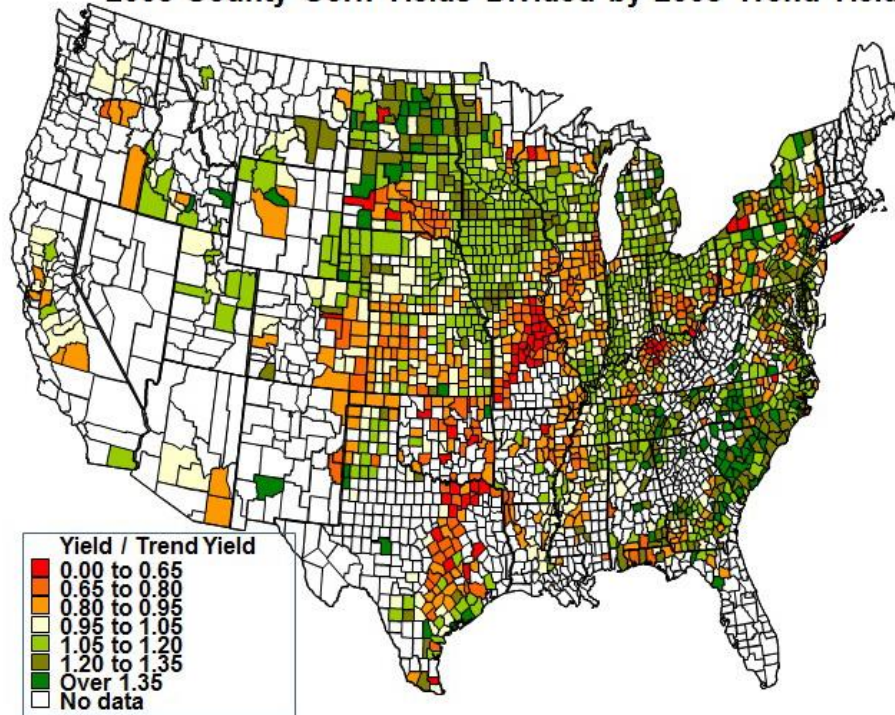 County Corn Yields Divided by Trend Yield
Yield / Trend Yield
0.00 to 0.65
0.65 to 0.80
0.80 to 0.95
0.95 to 1.05
1.05 to 1.20
1.20 to 1.35
Over 1.35
No data